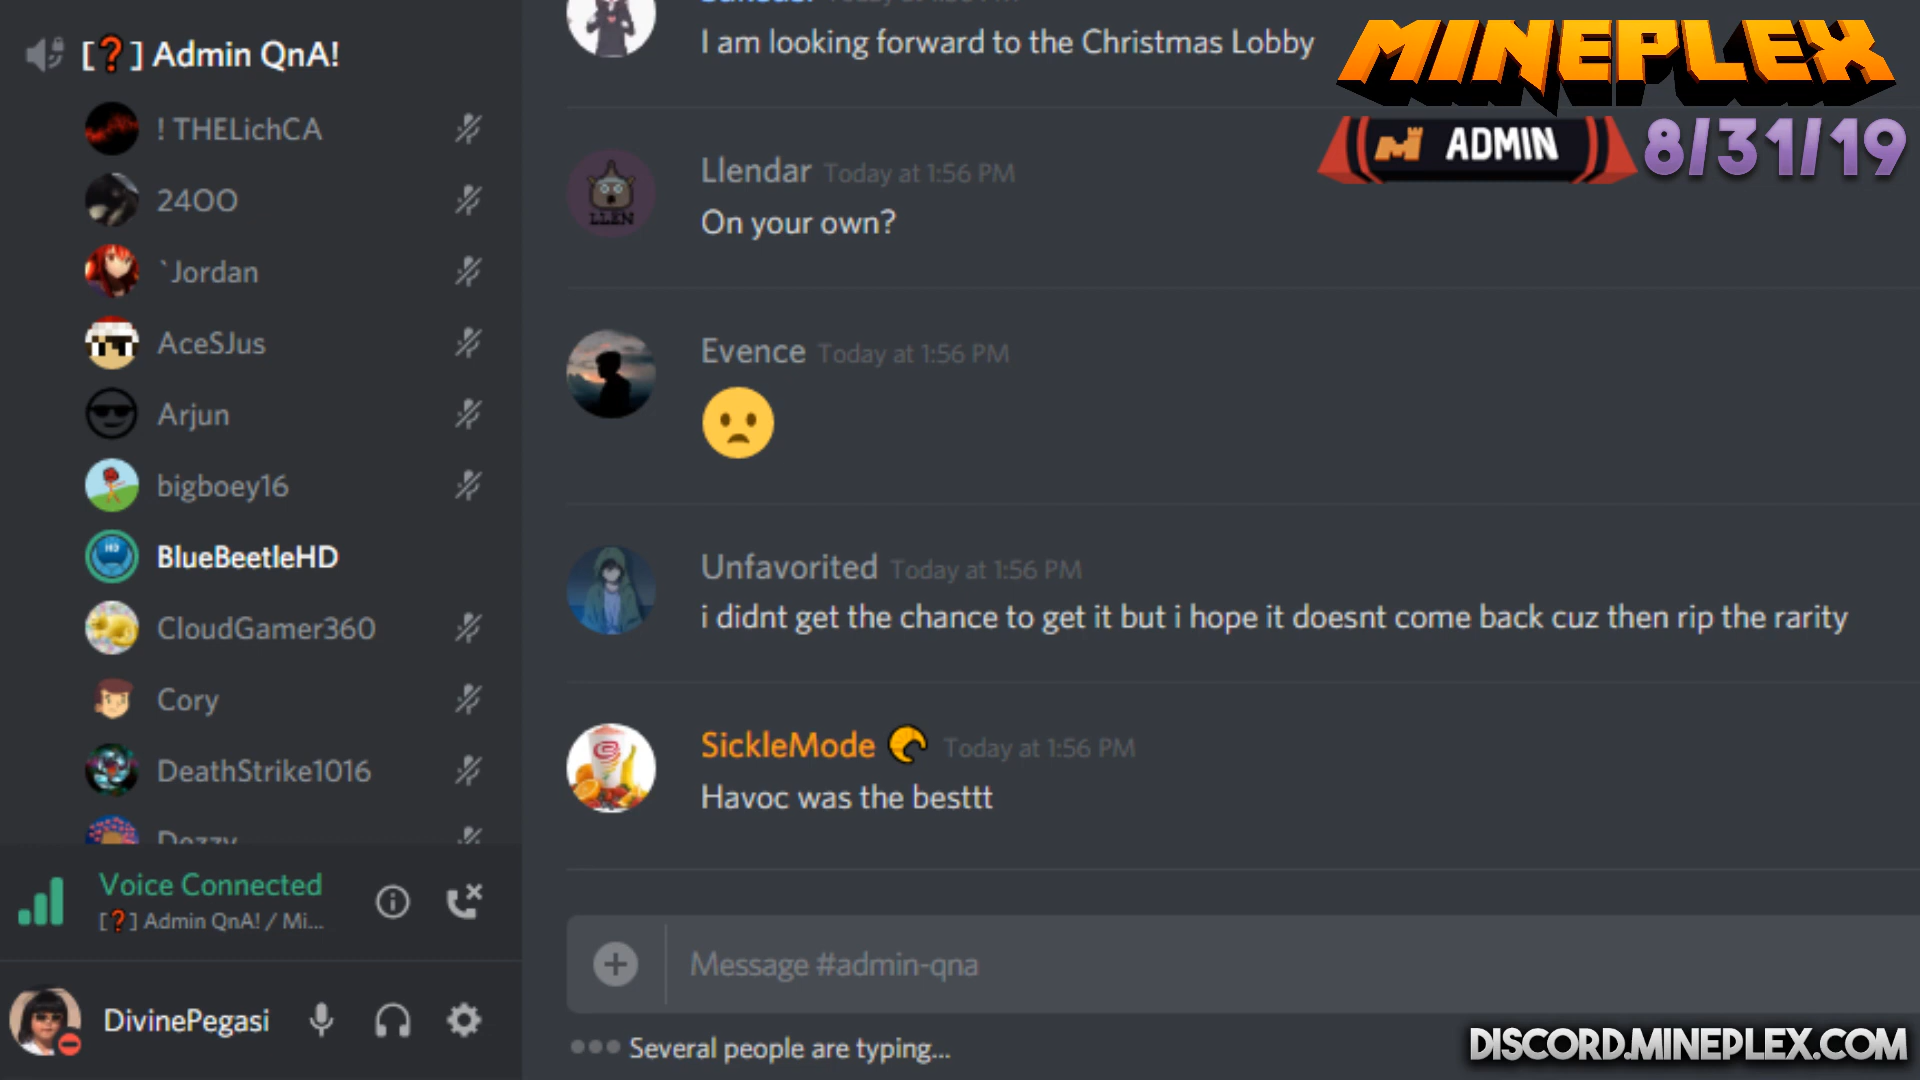 [❓] Admin QnA!
! THELichCA
2400
`Jordan
AceSJus
Arjun
bigboey16
BlueBeetleHD
CloudGamer360
Cory
DeathStrike1016
Dozzy
Voice Connected
[❓] Admin QnA! / Mi...
DivinePegasi
I am looking forward to the Christmas Lobby
LLEN
Llendar Today at 1:56 PM
On your own?
Evence Today at 1:56 PM
Unfavorited Today at 1:56 PM
i didnt get the chance to get it but i hope it doesnt come back cuz then rip the rarity
SickleMode Today at 1:56 PM
Havoc was the besttt
Message #admin-qna
Several people are typing...
MINEPLEX
ADMIN 8/31/19
DISCORD.MINEPLEX.COM